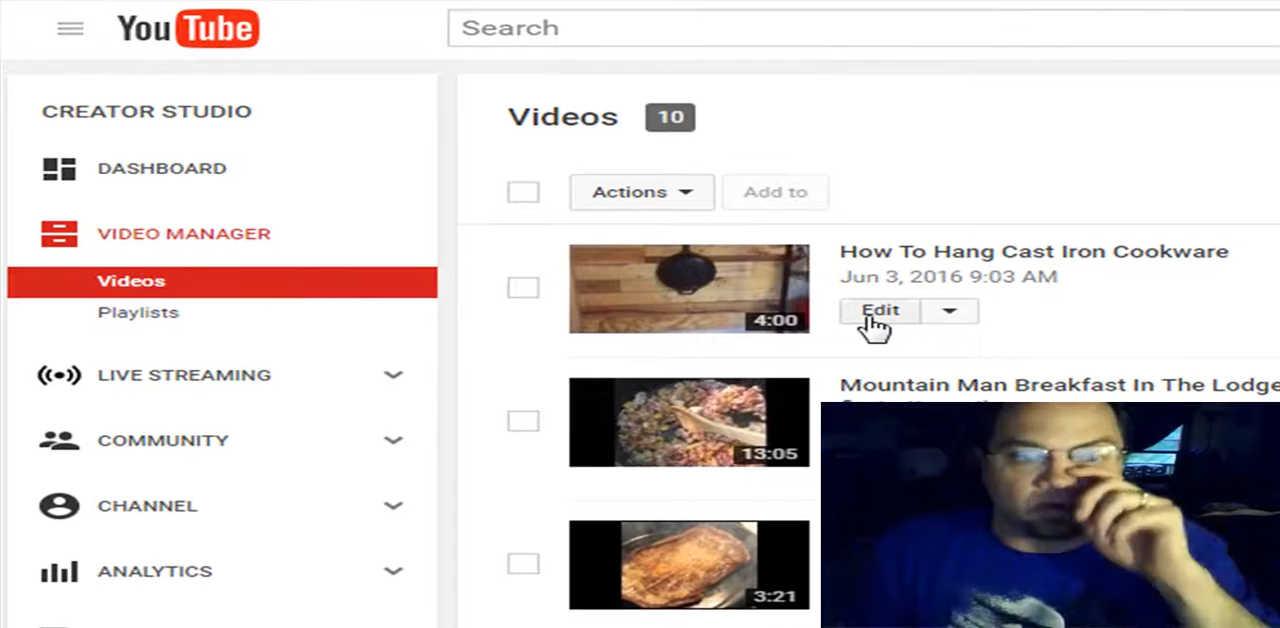 YouTube
Search
CREATOR STUDIO
DASHBOARD
VIDEO MANAGER
Videos
Playlists
LIVE STREAMING
COMMUNITY
CHANNEL
ANALYTICS
Videos 10
Actions
Add to
4:00
How To Hang Cast Iron Cookware
Jun 3, 2016 9:03 AM
Edit
13:05
Mountain Man Breakfast In The Lodge
3:21